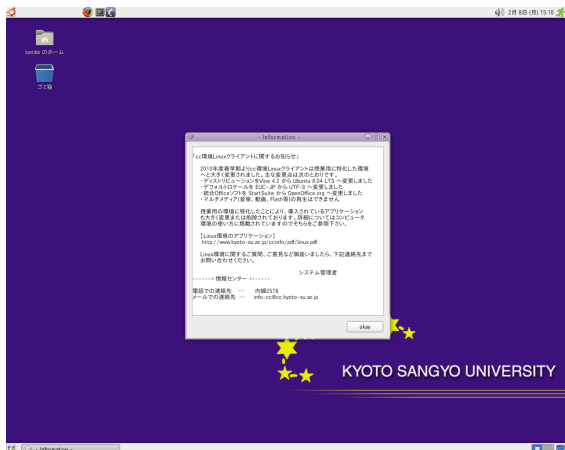 2月 8日 (月) 15:10
sandai のホーム
ゴミ箱
- Information -
「cc環境Linuxクライアントに関するお知らせ」
2010年度春学期よりcc環境Linuxクライアントは授業用に特化した環境
へと大きく変更されました。主な変更点は次のとおりです。
・ディストリビューションをVine 4.2 から Ubuntu 8.04 LTS へ変更しました
・デフォルトロケールを EUC-JP から UTF-8 へ変更しました
・統合Officeソフトを StartSuite から OpenOffice.org へ変更しました
・マルチメディア(音楽、動画、Flash等)の再生はできません
授業用の環境に特化したことにより、導入されているアプリケーション
も大きく変更または削除されております。詳細についてはコンピュータ
環境の使い方に掲載されていますのでそちらをご参照下さい。
【Linux環境のアプリケーション】
http://www.kyoto-su.ac.jp/ccinfo/pdf/linux.pdf
Linux環境に関するご質問、ご意見など御座いましたら、下記連絡先まで
お問い合わせください。
システム管理者
------+ 情報センター +------
電話での連絡先 … 内線2578
メールでの連絡先 … info-cc@cc.kyoto-su.ac.jp
okay
KYOTO SANGYO UNIVERSITY
- Information -